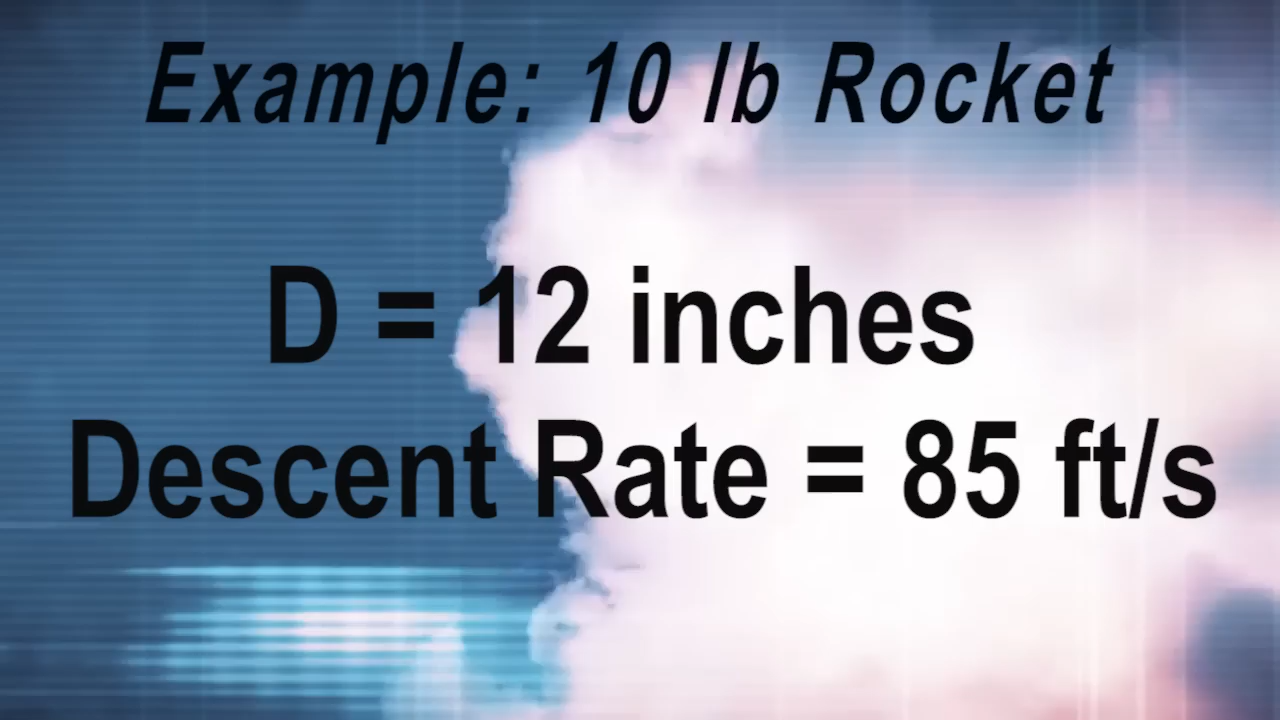 Example: 10 lb Rocket
D = 12 inches
Descent Rate = 85 ft/s